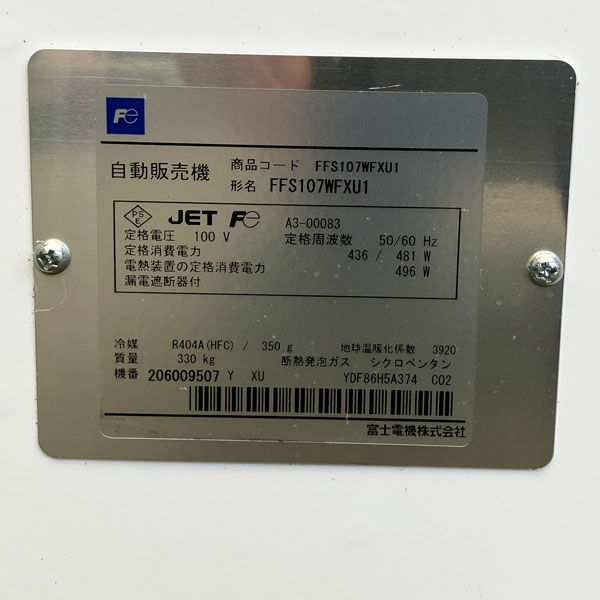 Fe
自動販売機 商品コード FFS107WFXU1
形名 FFS107WFXU1
PS E JET Fe A3-00083
定格電圧 100 V 定格周波数 50/60 Hz
定格消費電力 436 / 481 W
電熱装置の定格消費電力 496 W
漏電遮断器付
冷媒 R404A(HFC) / 350 g 地球温暖化係数 3920
質量 330 kg 断熱発泡ガス シクロペンタン
機番 206009507 Y XU YDF86H5A374 C02
富士電機株式会社